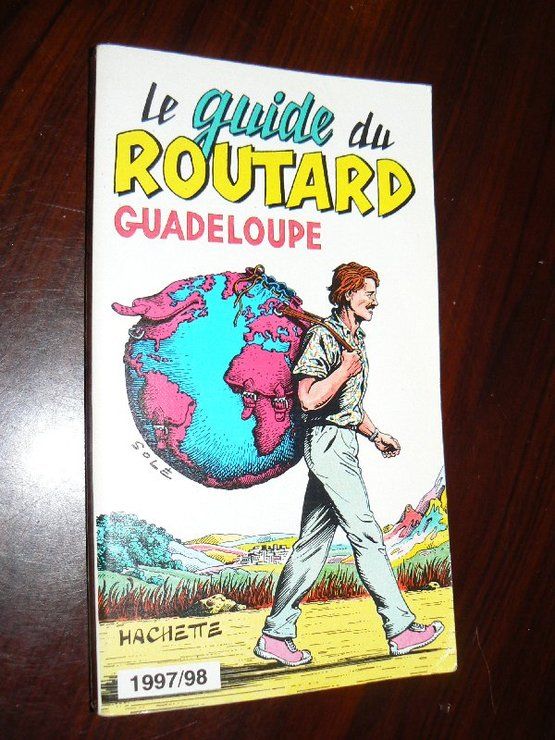 Le guide du
ROUTARD
GUADELOUPE
SOLÉ
HACHETTE
1997/98